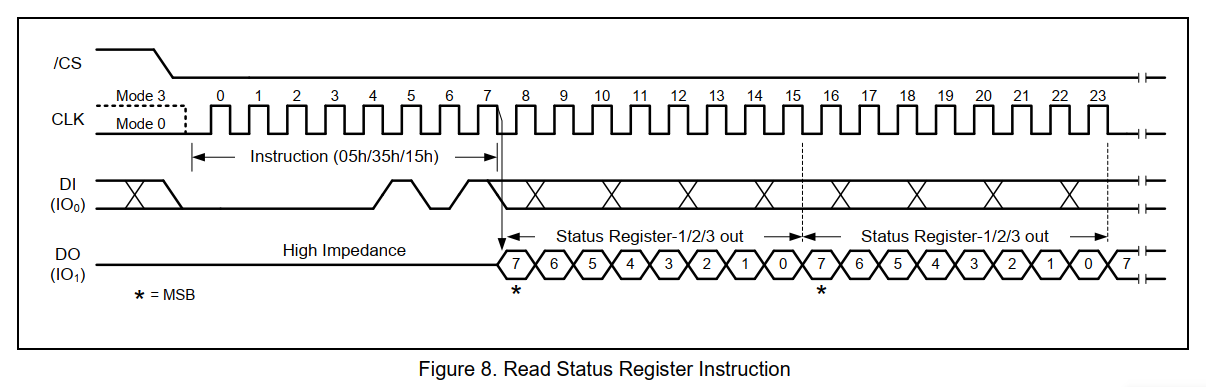 /CS
Mode 3 0 1 2 3 4 5 6 7 8 9 10 11 12 13 14 15 16 17 18 19 20 21 22 23
CLK
Mode 0
Instruction (05h/35h/15h)
DI
(IO₀)
Status Register-1/2/3 out Status Register-1/2/3 out
High Impedance
DO
(IO₁)
7 6 5 4 3 2 1 0 7 6 5 4 3 2 1 0 7
* *
* = MSB
Figure 8. Read Status Register Instruction